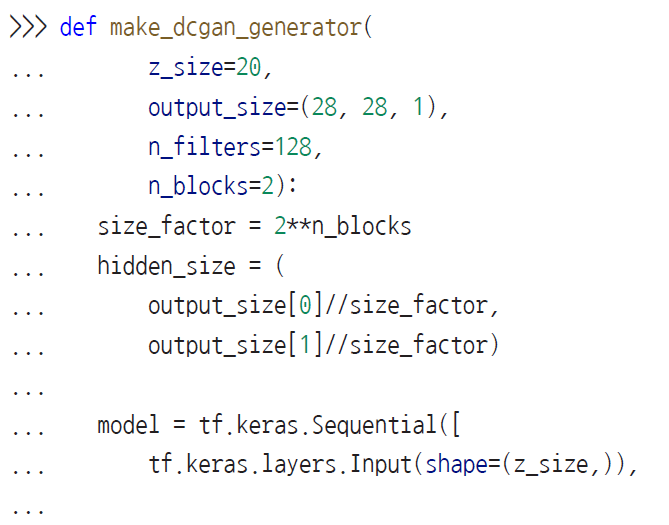 >>> def make_dcgan_generator(
...         z_size=20,
...         output_size=(28, 28, 1),
...         n_filters=128,
...         n_blocks=2):
...     size_factor = 2**n_blocks
...     hidden_size = (
...         output_size[0]//size_factor,
...         output_size[1]//size_factor)
...
...     model = tf.keras.Sequential([
...         tf.keras.layers.Input(shape=(z_size,)),
...